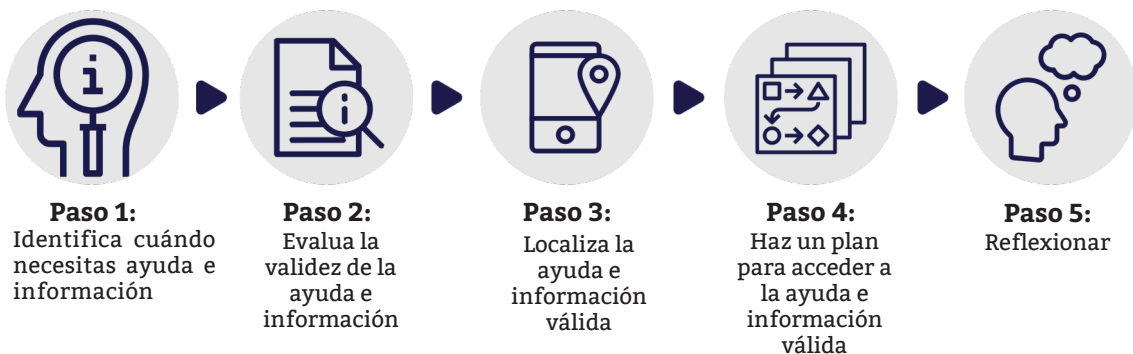 Paso 1:
Identifica cuándo
necesitas ayuda e
información
Paso 2:
Evalua la
validez de la
ayuda e
información
Paso 3:
Localiza la
ayuda e
información
válida
Paso 4:
Haz un plan
para acceder a
la ayuda e
información
válida
Paso 5:
Reflexionar